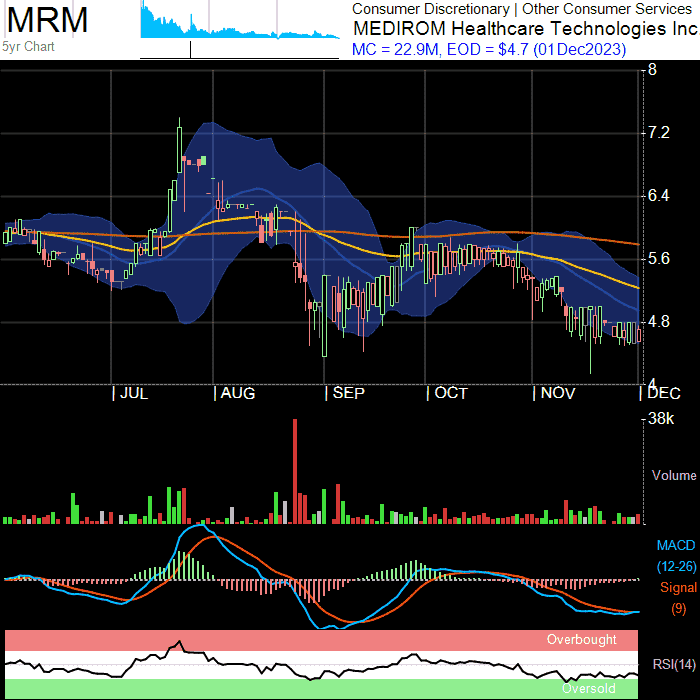 MRM
5yr Chart
Consumer Discretionary | Other Consumer Services
MEDIROM Healthcare Technologies Inc
MC = 22.9M, EOD = $4.7 (01Dec2023)
8
7.2
6.4
5.6
4.8
4
JUL
AUG
SEP
OCT
NOV
DEC
38k
Volume
MACD
(12-26)
Signal
(9)
Overbought
RSI(14)
Oversold